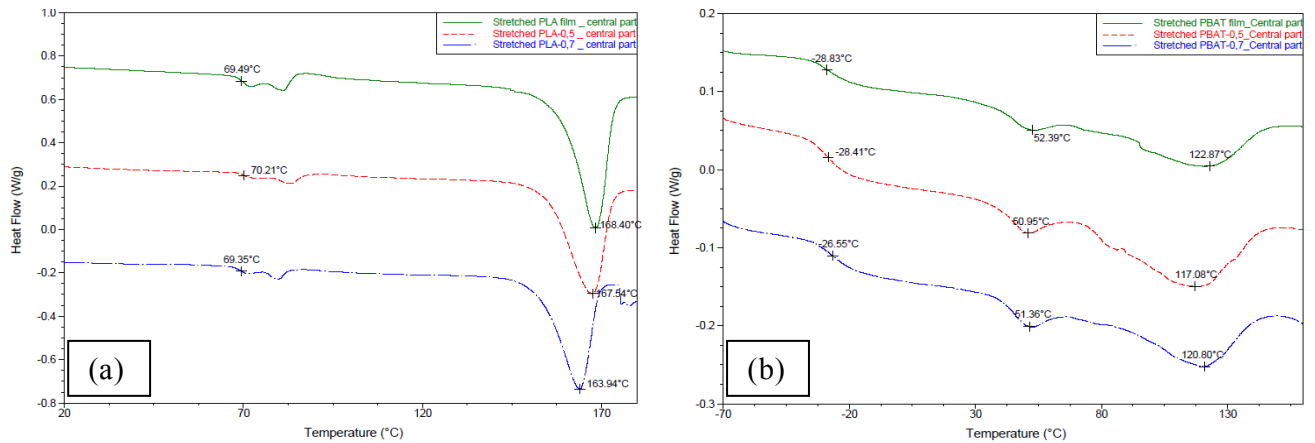 Stretched PLA film _ central part
Stretched PLA-0,5 _ central part
Stretched PLA-0,7 _ central part
1.0
0.8
0.6
0.4
0.2
0.0
-0.2
-0.4
-0.6
-0.8
Heat Flow (W/g)
69.49°C
70.21°C
69.35°C
168.40°C
167.54°C
163.94°C
(a)
20
70
120
170
Temperature (°C)
Stretched PBAT film_Central part
Stretched PBAT-0,5_Central part
Stretched PBAT-0,7_Central part
0.2
0.1
0.0
-0.1
-0.2
-0.3
Heat Flow (W/g)
-28.83°C
52.39°C
122.87°C
-28.41°C
50.95°C
117.08°C
-26.55°C
51.36°C
120.80°C
(b)
-70
-20
30
80
130
Temperature (°C)